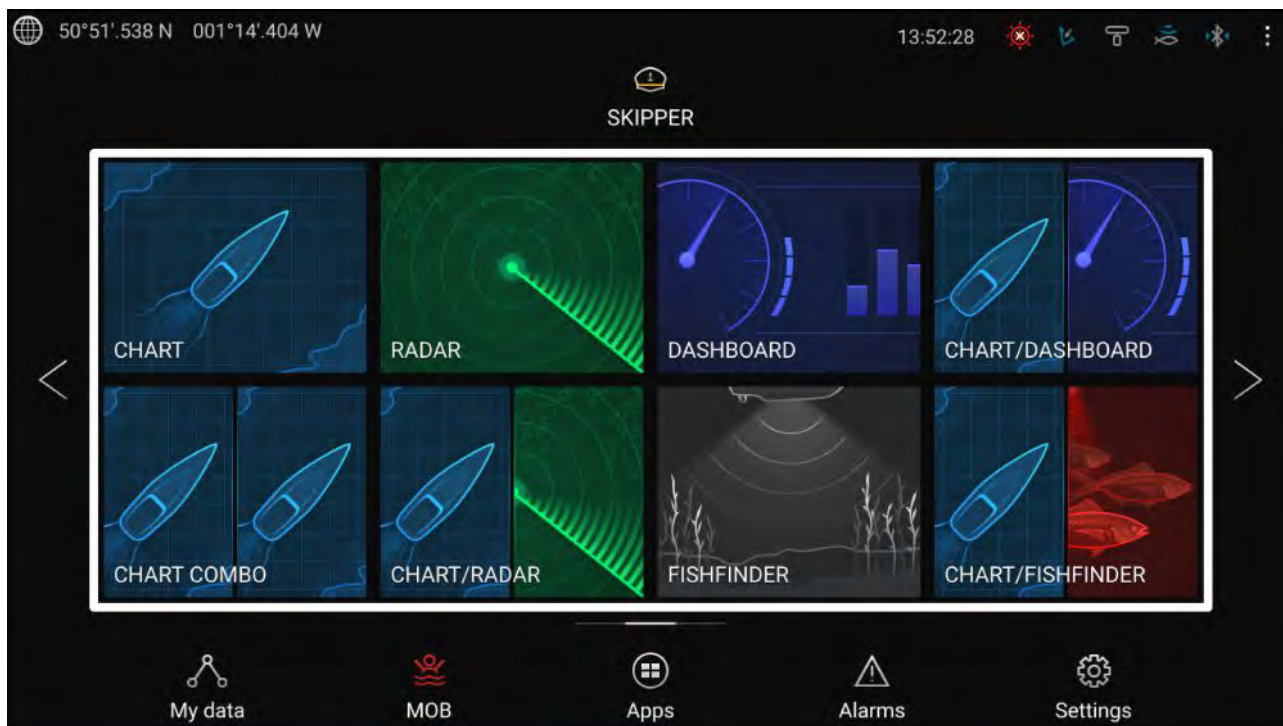 50°51'.538 N 001°14'.404 W
13:52:28
SKIPPER
CHART
RADAR
DASHBOARD
CHART/DASHBOARD
CHART COMBO
CHART/RADAR
FISHFINDER
CHART/FISHFINDER
My data
MOB
Apps
Alarms
Settings